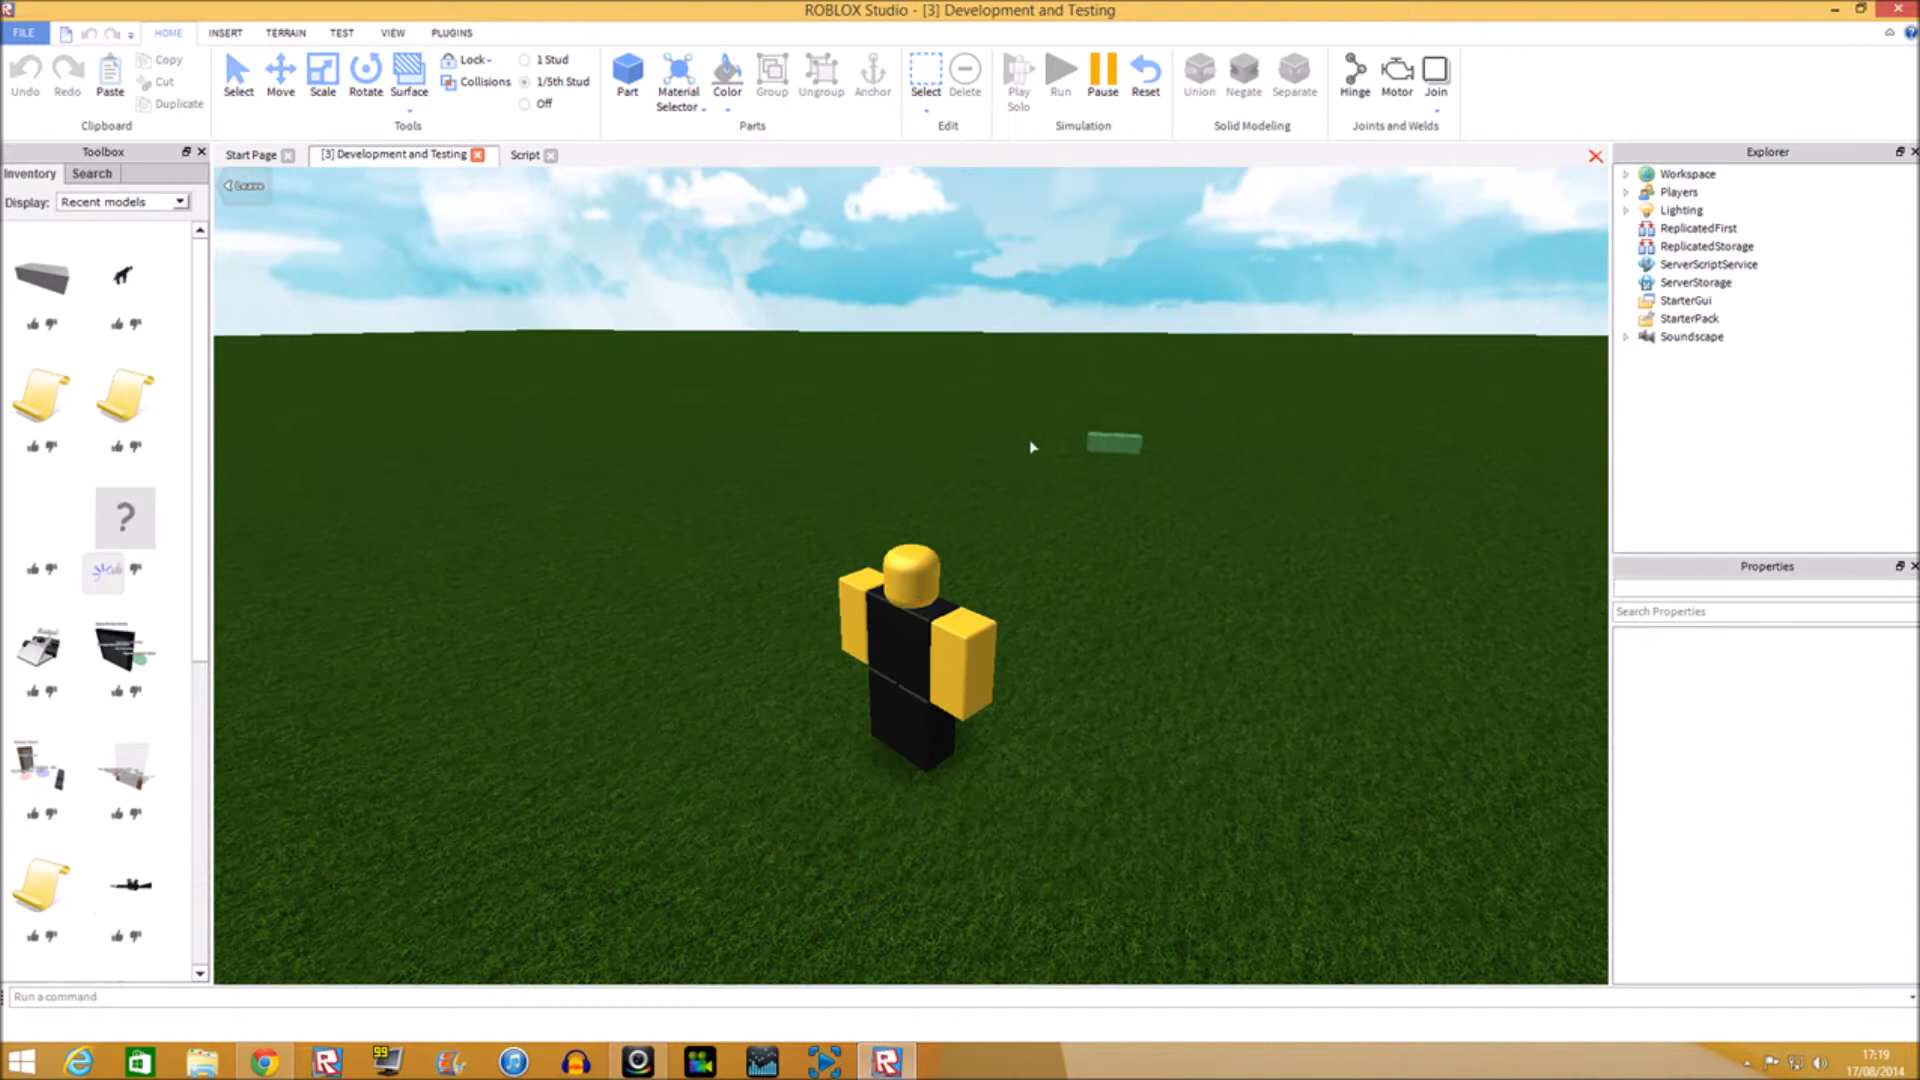 ROBLOX Studio - [3] Development and Testing
FILE HOME INSERT TERRAIN TEST VIEW PLUGINS
Undo Redo Paste Copy Cut Duplicate
Clipboard
Select Move Scale Rotate Surface
Lock Collisions
1 Stud
1/5th Stud
Off
Tools
Part Material Selector Color Group Ungroup Anchor
Parts
Select Delete
Edit
Play Solo Run Pause Reset
Simulation
Union Negate Separate
Solid Modeling
Hinge Motor Join
Joints and Welds
Toolbox
Inventory Search
Display: Recent models
?
Start Page [3] Development and Testing Script
Leave
Explorer
Workspace
Players
Lighting
ReplicatedFirst
ReplicatedStorage
ServerScriptService
ServerStorage
StarterGui
StarterPack
Soundscape
Properties
Search Properties
Run a command
99
17:19
17/08/2014